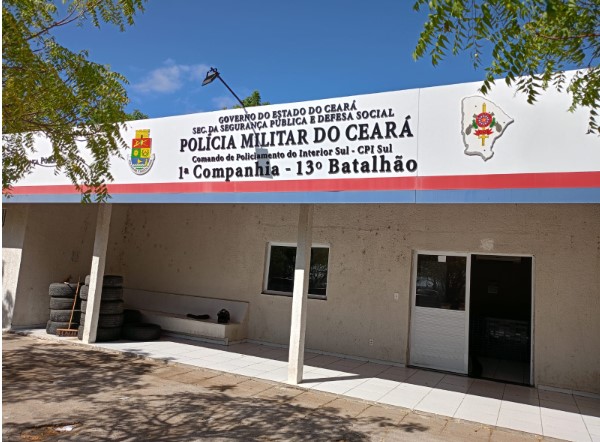 GOVERNO DO ESTADO DO CEARÁ
SEC. DA SEGURANÇA PÚBLICA E DEFESA SOCIAL
POLÍCIA MILITAR DO CEARÁ
Comando de Policiamento do Interior Sul - CPI Sul
1ª Companhia - 13º Batalhão